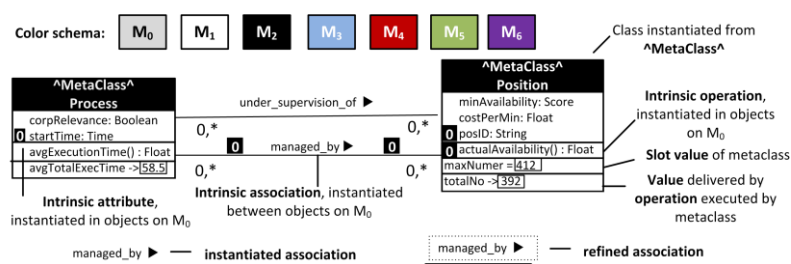 Color schema: M0 M1 M2 M3 M4 M5 M6
Class instantiated from
^MetaClass^
^MetaClass^
Process
corpRelevance: Boolean
0 startTime: Time
avgExecutionTime() : Float
avgTotalExecTime -> 58.5
under_supervision_of ▶
0,* 0,*
0 managed_by ▶ 0
0,* 0,*
^MetaClass^
Position
minAvailability: Score
costPerMin: Float
0 posID: String
0 actualAvailability() : Float
maxNumer = 412
totalNo -> 392
Intrinsic operation,
instantiated in objects
on M0
Slot value of metaclass
Value delivered by
operation executed by
metaclass
Intrinsic attribute,
instantiated in objects on M0
Intrinsic association, instantiated
between objects on M0
managed_by ▶ instantiated association
managed_by ▶ refined association